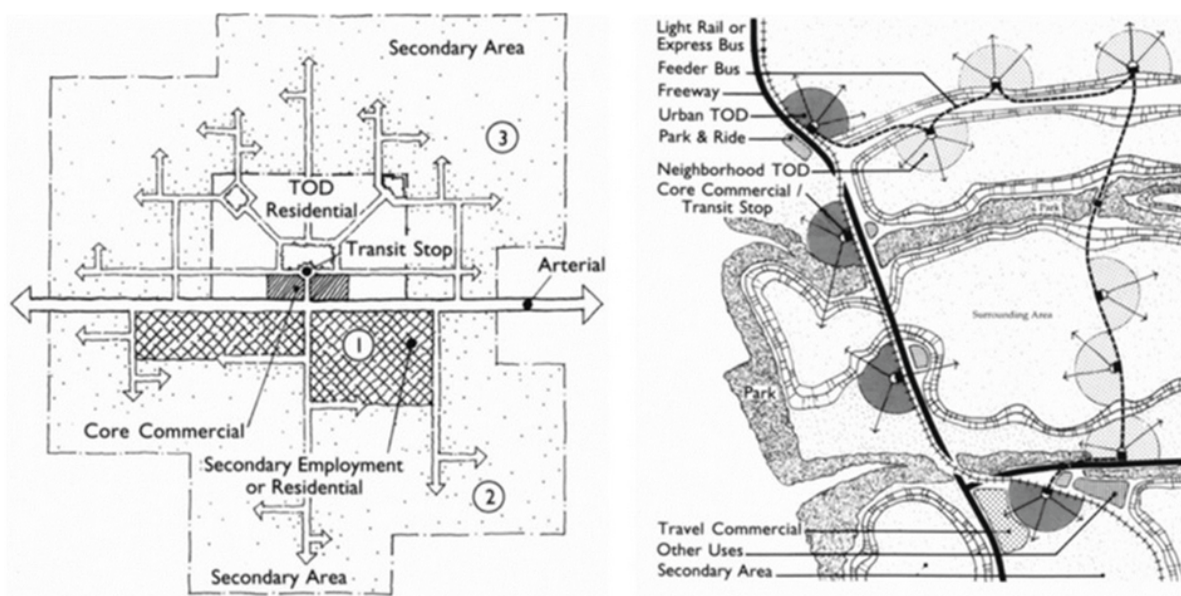 Secondary Area
3
TOD
Residential
Transit Stop
Arterial
1
Core Commercial
Secondary Employment
or Residential
2
Secondary Area
Light Rail or
Express Bus
Feeder Bus
Freeway
Urban TOD
Park & Ride
Neighborhood TOD
Core Commercial /
Transit Stop
Park
Surrounding Area
Park
Travel Commercial
Other Uses
Secondary Area